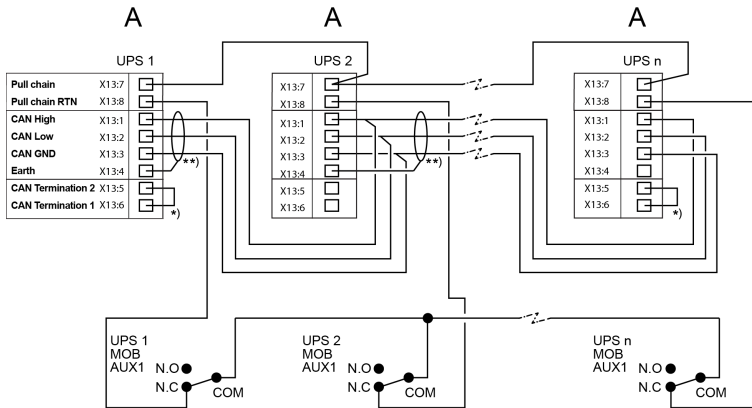 A A A
UPS 1 UPS 2 UPS n
Pull chain X13:7 X13:7 X13:7
Pull chain RTN X13:8 X13:8 X13:8
CAN High X13:1 X13:1 X13:1
CAN Low X13:2 X13:2 X13:2
CAN GND X13:3 X13:3 X13:3
Earth X13:4 **) X13:4 **) X13:4
CAN Termination 2 X13:5 X13:5 X13:5
CAN Termination 1 X13:6 *) X13:6 X13:6 *)
UPS 1 UPS 2 UPS n
MOB MOB MOB
AUX1 N.O AUX1 N.O AUX1 N.O
N.C COM N.C COM N.C COM